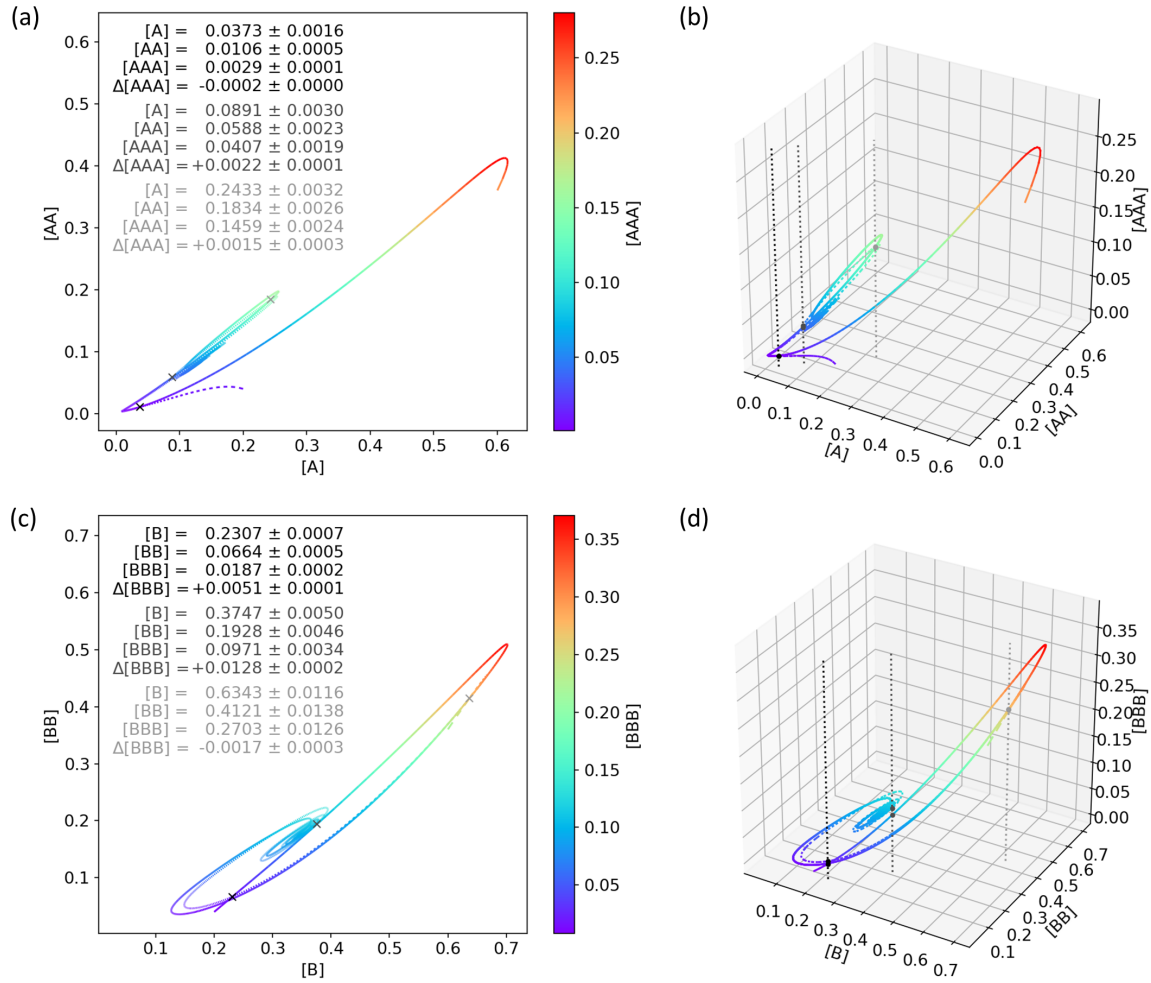 (a)
[A] = 0.0373 ± 0.0016
[AA] = 0.0106 ± 0.0005
[AAA] = 0.0029 ± 0.0001
Δ[AAA] = -0.0002 ± 0.0000
[A] = 0.0891 ± 0.0030
[AA] = 0.0588 ± 0.0023
[AAA] = 0.0407 ± 0.0019
Δ[AAA] =+0.0022 ± 0.0001
[A] = 0.2433 ± 0.0032
[AA] = 0.1834 ± 0.0026
[AAA] = 0.1459 ± 0.0024
Δ[AAA] =+0.0015 ± 0.0003
0.6
0.5
0.4
0.3
0.2
0.1
0.0
[AA]
0.0 0.1 0.2 0.3 0.4 0.5 0.6
[A]
0.25
0.20
0.15
0.10
0.05
[AAA]
(b)
0.25
0.20
0.15
0.10
0.05
0.00
[AAA]
0.0 0.1 0.2 0.3 0.4 0.5 0.6
[A]
0.0 0.1 0.2 0.3 0.4 0.5 0.6
[AA]
(c)
[B] = 0.2307 ± 0.0007
[BB] = 0.0664 ± 0.0005
[BBB] = 0.0187 ± 0.0002
Δ[BBB] =+0.0051 ± 0.0001
[B] = 0.3747 ± 0.0050
[BB] = 0.1928 ± 0.0046
[BBB] = 0.0971 ± 0.0034
Δ[BBB] =+0.0128 ± 0.0002
[B] = 0.6343 ± 0.0116
[BB] = 0.4121 ± 0.0138
[BBB] = 0.2703 ± 0.0126
Δ[BBB] = -0.0017 ± 0.0003
0.7
0.6
0.5
0.4
0.3
0.2
0.1
[BB]
0.1 0.2 0.3 0.4 0.5 0.6 0.7
[B]
0.35
0.30
0.25
0.20
0.15
0.10
0.05
[BBB]
(d)
0.35
0.30
0.25
0.20
0.15
0.10
0.05
0.00
[BBB]
0.1 0.2 0.3 0.4 0.5 0.6 0.7
[B]
0.1 0.2 0.3 0.4 0.5 0.6 0.7
[BB]